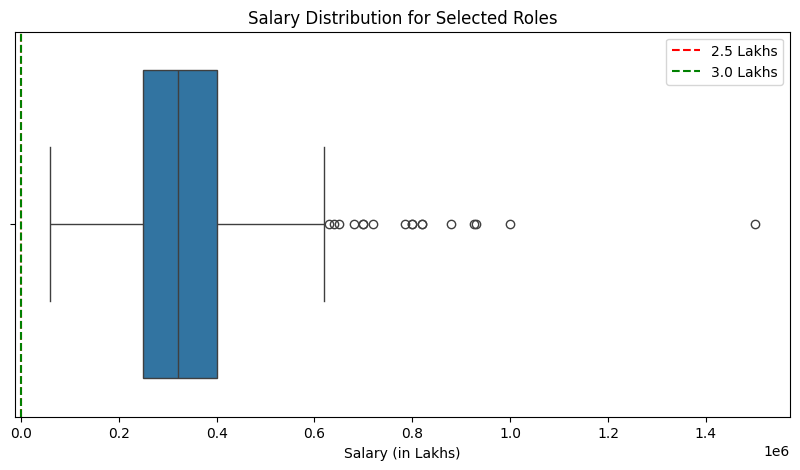 Salary Distribution for Selected Roles
2.5 Lakhs
3.0 Lakhs
0.0 0.2 0.4 0.6 0.8 1.0 1.2 1.4
1e6
Salary (in Lakhs)